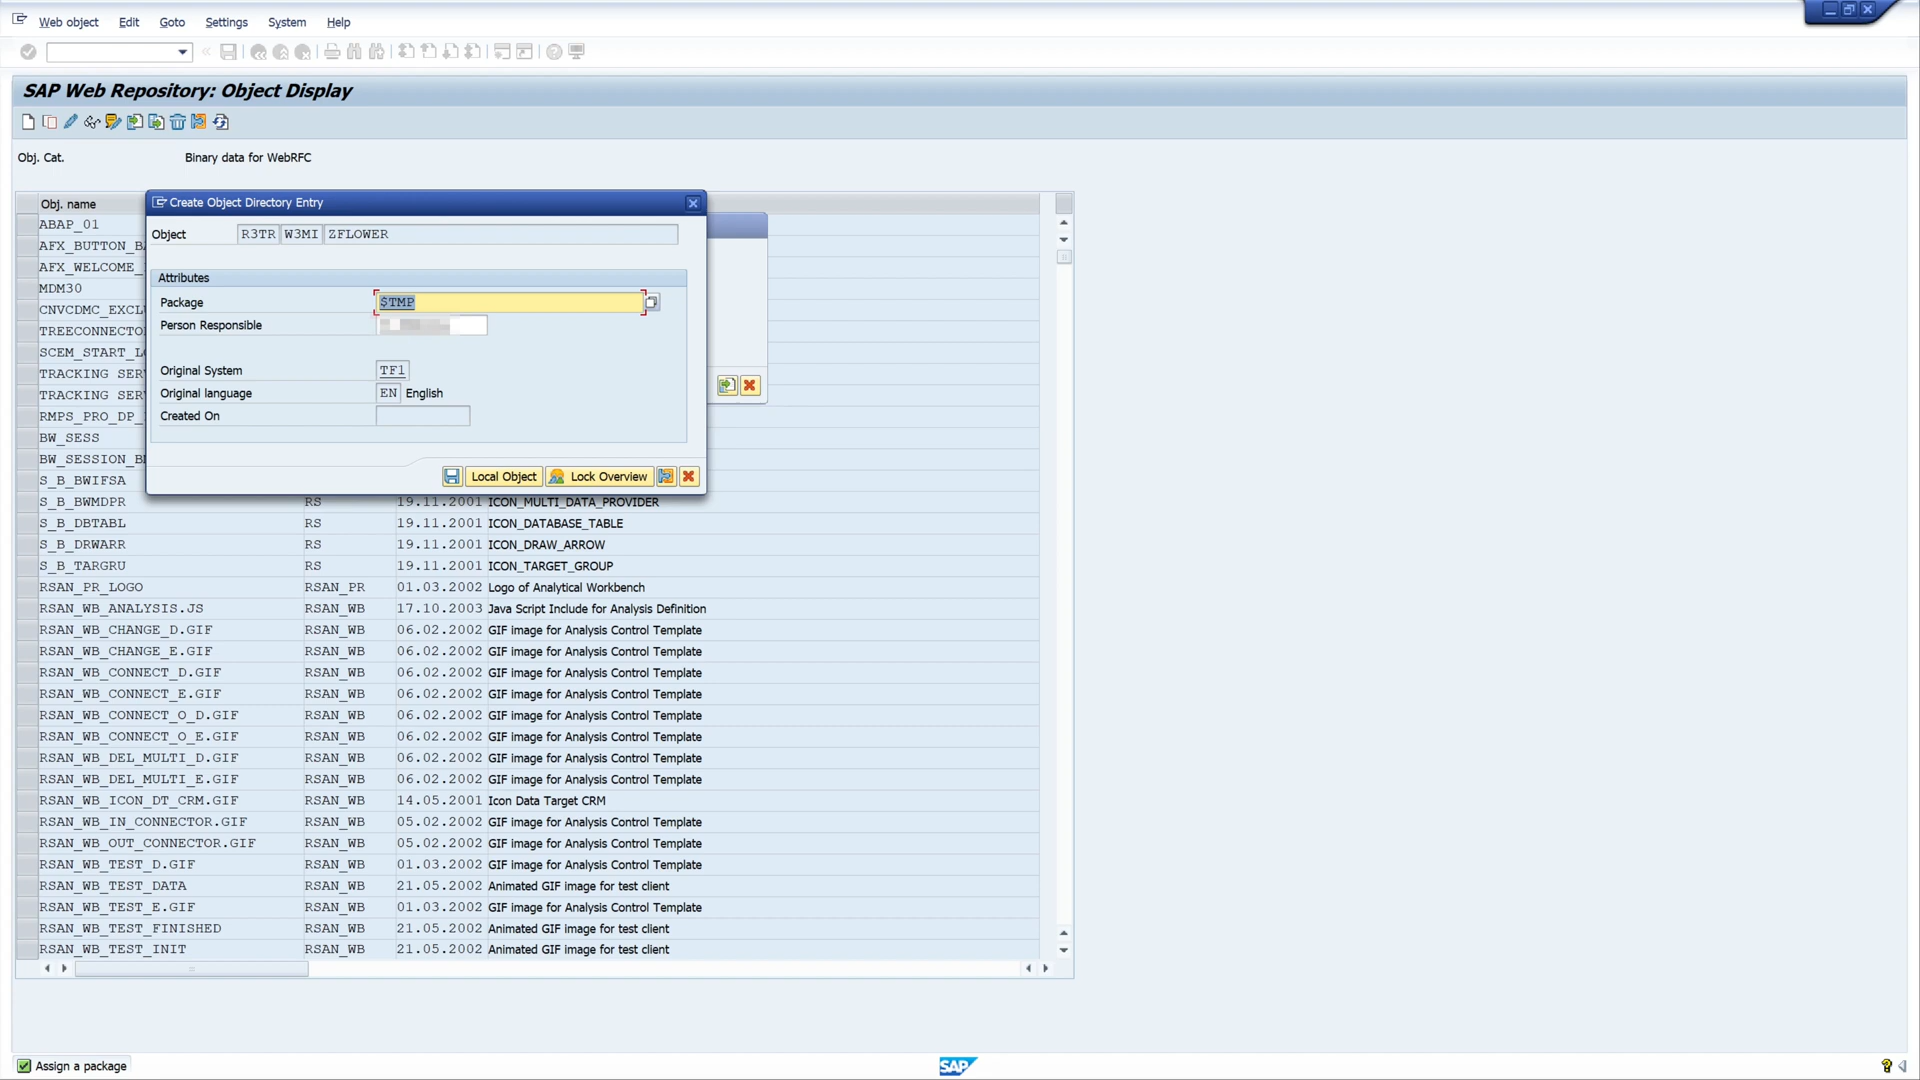 Web object Edit Goto Settings System Help
SAP Web Repository: Object Display
Obj. Cat. Binary data for WebRFC
Obj. name
ABAP_01
AFX_BUTTON_BA
AFX_WELCOME_
MDM30
CNVCDMC_EXCL
TREECONNECTO
SCEM_START_L
TRACKING SER
TRACKING SER
RMPS_PRO_DP_
BW_SESS
BW_SESSION_B
S_B_BWIFSA
Create Object Directory Entry
Object R3TR W3MI ZFLOWER
Attributes
Package $TMP
Person Responsible
Original System TF1
Original language EN English
Created On
Local Object Lock Overview
S_B_BWMDPR RS 19.11.2001 ICON_MULTI_DATA_PROVIDER
S_B_DBTABL RS 19.11.2001 ICON_DATABASE_TABLE
S_B_DRWARR RS 19.11.2001 ICON_DRAW_ARROW
S_B_TARGRU RS 19.11.2001 ICON_TARGET_GROUP
RSAN_PR_LOGO RSAN_PR 01.03.2002 Logo of Analytical Workbench
RSAN_WB_ANALYSIS.JS RSAN_WB 17.10.2003 Java Script Include for Analysis Definition
RSAN_WB_CHANGE_D.GIF RSAN_WB 06.02.2002 GIF image for Analysis Control Template
RSAN_WB_CHANGE_E.GIF RSAN_WB 06.02.2002 GIF image for Analysis Control Template
RSAN_WB_CONNECT_D.GIF RSAN_WB 06.02.2002 GIF image for Analysis Control Template
RSAN_WB_CONNECT_E.GIF RSAN_WB 06.02.2002 GIF image for Analysis Control Template
RSAN_WB_CONNECT_O_D.GIF RSAN_WB 06.02.2002 GIF image for Analysis Control Template
RSAN_WB_CONNECT_O_E.GIF RSAN_WB 06.02.2002 GIF image for Analysis Control Template
RSAN_WB_DEL_MULTI_D.GIF RSAN_WB 06.02.2002 GIF image for Analysis Control Template
RSAN_WB_DEL_MULTI_E.GIF RSAN_WB 06.02.2002 GIF image for Analysis Control Template
RSAN_WB_ICON_DT_CRM.GIF RSAN_WB 14.05.2001 Icon Data Target CRM
RSAN_WB_IN_CONNECTOR.GIF RSAN_WB 05.02.2002 GIF image for Analysis Control Template
RSAN_WB_OUT_CONNECTOR.GIF RSAN_WB 05.02.2002 GIF image for Analysis Control Template
RSAN_WB_TEST_D.GIF RSAN_WB 01.03.2002 GIF image for Analysis Control Template
RSAN_WB_TEST_DATA RSAN_WB 21.05.2002 Animated GIF image for test client
RSAN_WB_TEST_E.GIF RSAN_WB 01.03.2002 GIF image for Analysis Control Template
RSAN_WB_TEST_FINISHED RSAN_WB 21.05.2002 Animated GIF image for test client
RSAN_WB_TEST_INIT RSAN_WB 21.05.2002 Animated GIF image for test client
Assign a package
SAP